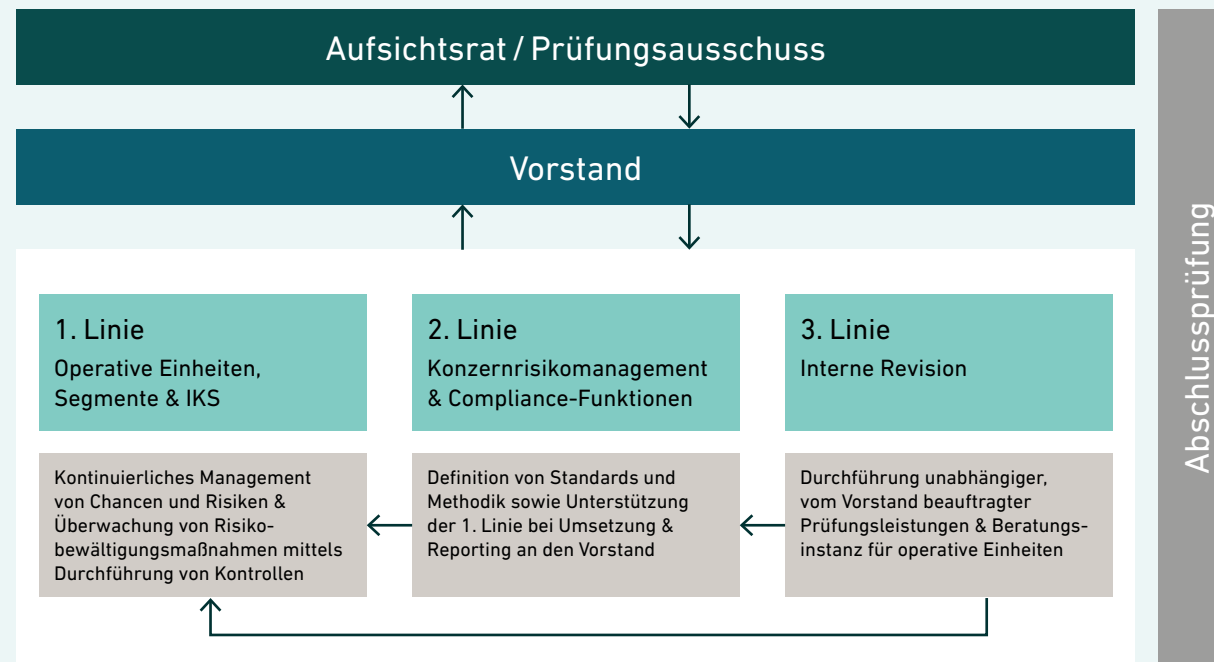 Aufsichtsrat / Prüfungsausschuss
Vorstand
1. Linie
Operative Einheiten,
Segmente & IKS
Kontinuierliches Management
von Chancen und Risiken &
Überwachung von Risiko-
bewältigungsmaßnahmen mittels
Durchführung von Kontrollen
2. Linie
Konzernrisikomanagement
& Compliance-Funktionen
Definition von Standards und
Methodik sowie Unterstützung
der 1. Linie bei Umsetzung &
Reporting an den Vorstand
3. Linie
Interne Revision
Durchführung unabhängiger,
vom Vorstand beauftragter
Prüfungsleistungen & Beratungs-
instanz für operative Einheiten
Abschlussprüfung